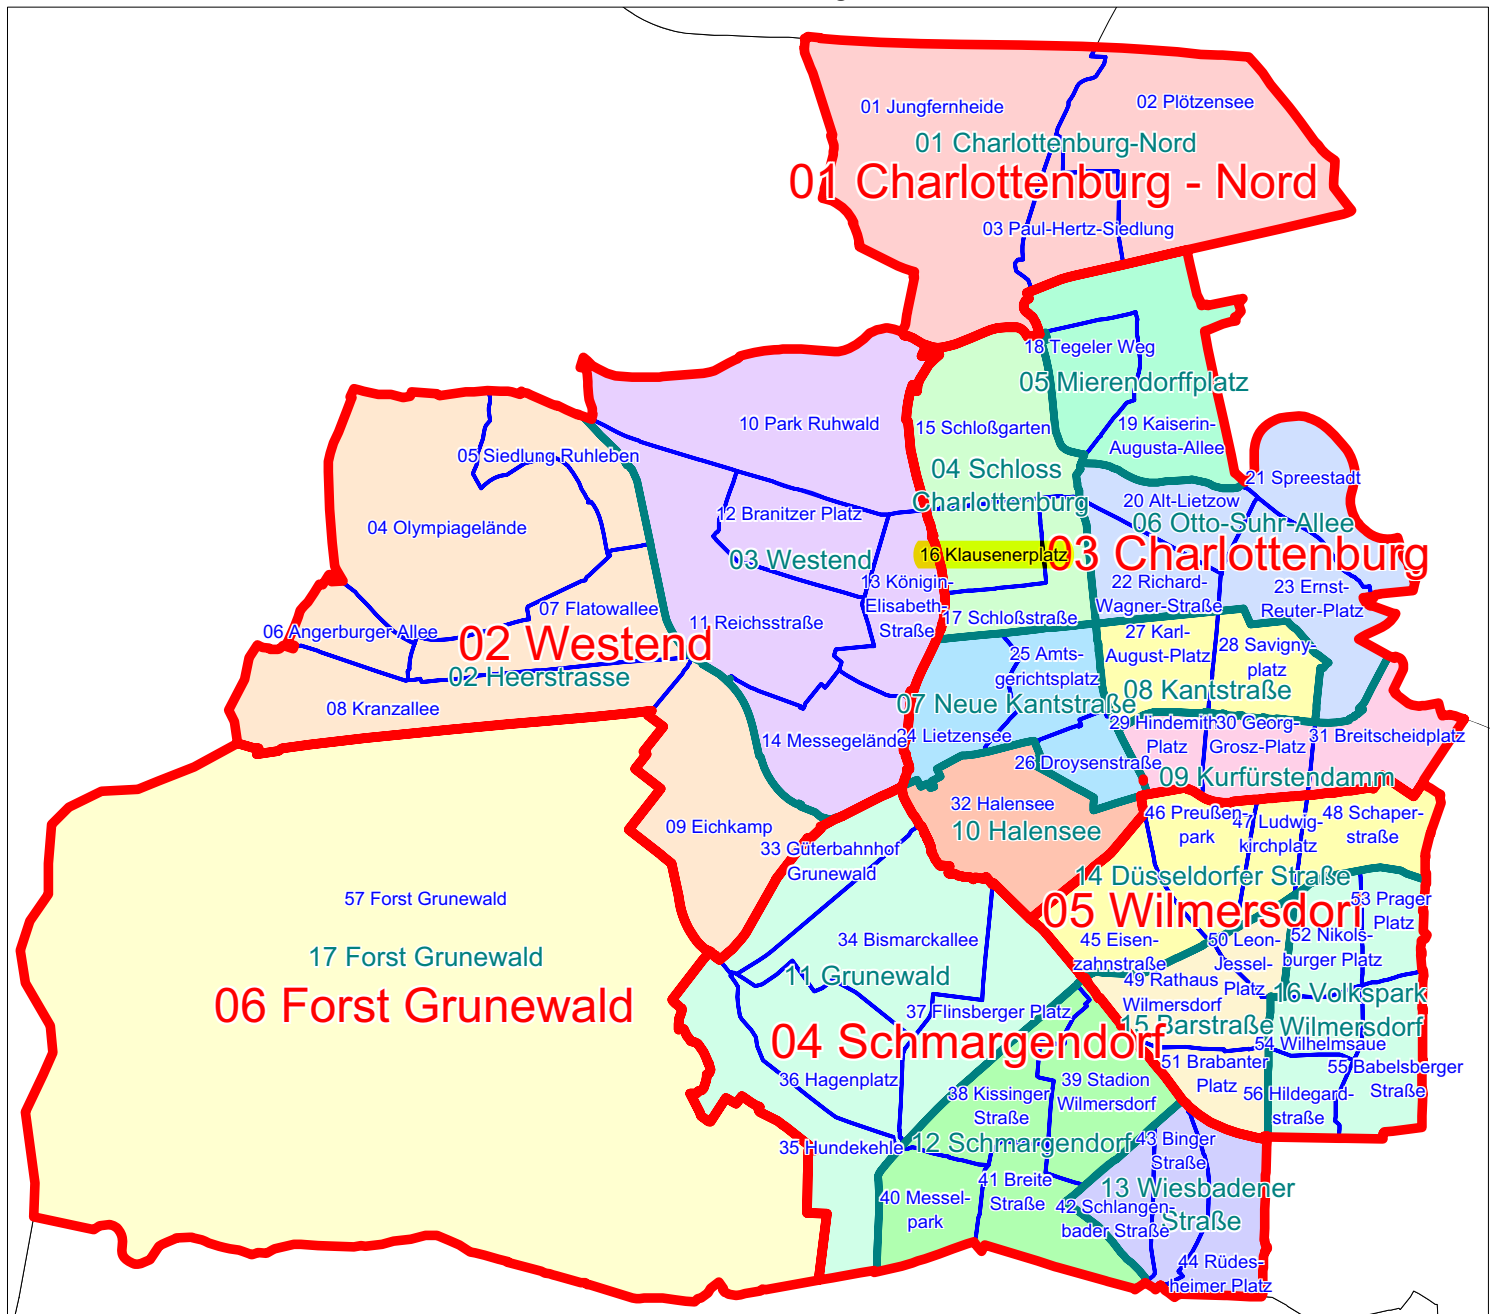 01 Jungfernheide
02 Plötzensee
01 Charlottenburg-Nord
01 Charlottenburg - Nord
03 Paul-Hertz-Siedlung
18 Tegeler Weg
05 Mierendorffplatz
10 Park Ruhwald
15 Schloßgarten
19 Kaiserin-
Augusta-Allee
05 Siedlung Ruhleben
04 Schloss
Charlottenburg
21 Spreestadt
20 Alt-Lietzow
04 Olympiagelände
12 Branitzer Platz
06 Otto-Suhr-Allee
03 Westend
16 Klausenerplatz
03 Charlottenburg
13 Königin-
Elisabeth-
Straße
22 Richard-
Wagner-Straße
23 Ernst-
Reuter-Platz
07 Flatowallee
11 Reichsstraße
17 Schloßstraße
06 Angerburger Allee
02 Westend
02 Heerstrasse
27 Karl-
August-Platz
28 Savigny-
platz
25 Amts-
gerichtsplatz
08 Kantstraße
08 Kranzallee
07 Neue Kantstraße
14 Messegelände
24 Lietzensee
29 Hindemith
Platz
30 Georg-
Grosz-Platz
31 Breitscheidplatz
26 Droysenstraße
09 Kurfürstendamm
32 Halensee
10 Halensee
09 Eichkamp
33 Güterbahnhof
Grunewald
46 Preußen-
park
47 Ludwig-
kirchplatz
48 Schaper-
straße
14 Düsseldorfer Straße
57 Forst Grunewald
05 Wilmersdorf
53 Prager
Platz
17 Forst Grunewald
34 Bismarckallee
45 Eisen-
zahnstraße
50 Leon-
Jessel-
Platz
52 Nikols-
burger Platz
11 Grunewald
49 Rathaus
Wilmersdorf
16 Volkspark
Wilmersdorf
06 Forst Grunewald
37 Flinsberger Platz
15 Barstraße
04 Schmargendorf
54 Wilhelmsaue
51 Brabanter
Platz
55 Babelsberger
Straße
36 Hagenplatz
38 Kissinger
Straße
39 Stadion
Wilmersdorf
56 Hildegard-
straße
35 Hundekehle
12 Schmargendorf
43 Binger
Straße
40 Messel-
park
41 Breite
Straße
13 Wiesbadener
Straße
42 Schlangen-
bader Straße
44 Rüdes-
heimer Platz